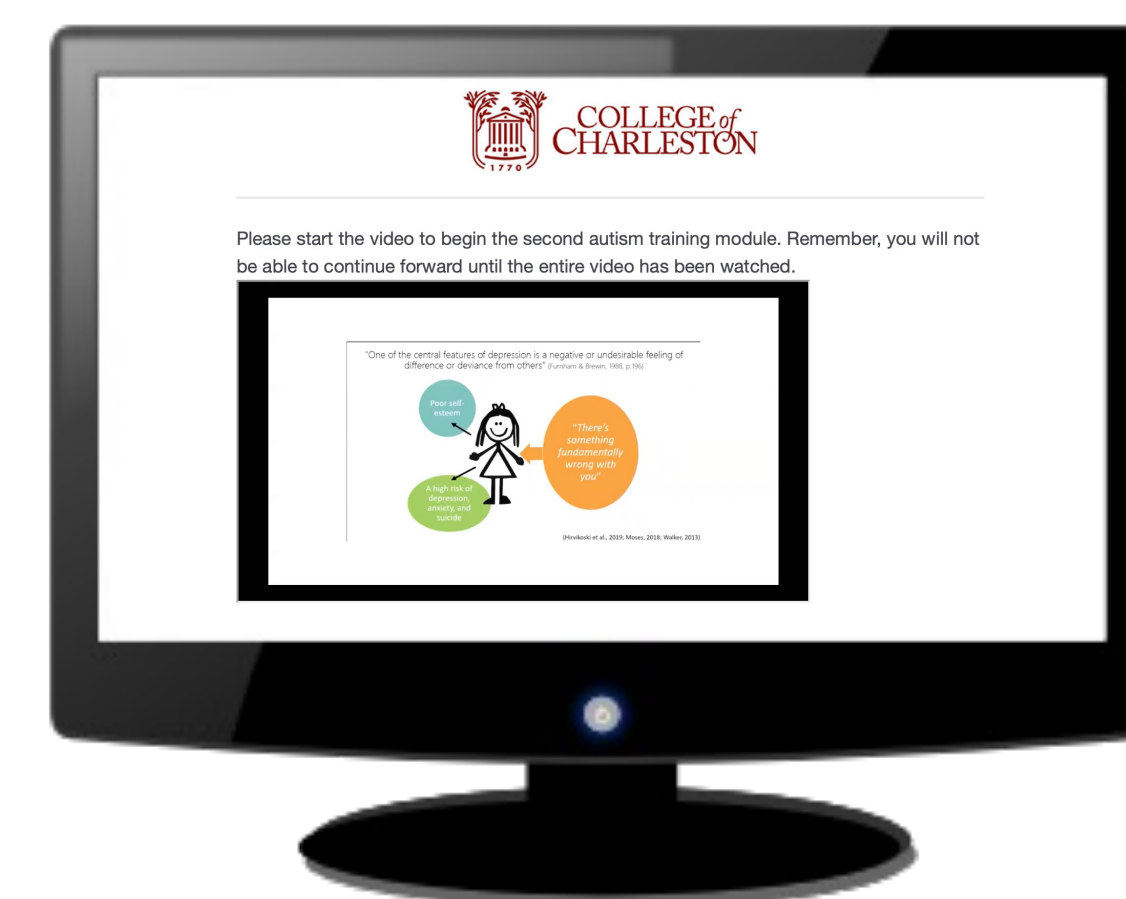 COLLEGE of
CHARLESTON
1770
Please start the video to begin the second autism training module. Remember, you will not
be able to continue forward until the entire video has been watched.
"One of the central features of depression is a negative or undesirable feeling of
difference or deviance from others" (Furnham & Brewin, 1988, p.196)
Poor self-
esteem
"There's
something
fundamentally
wrong with
you"
A high risk of
depression,
anxiety, and
suicide
(Hirvikoski et al., 2019; Moses, 2018; Walker, 2013)